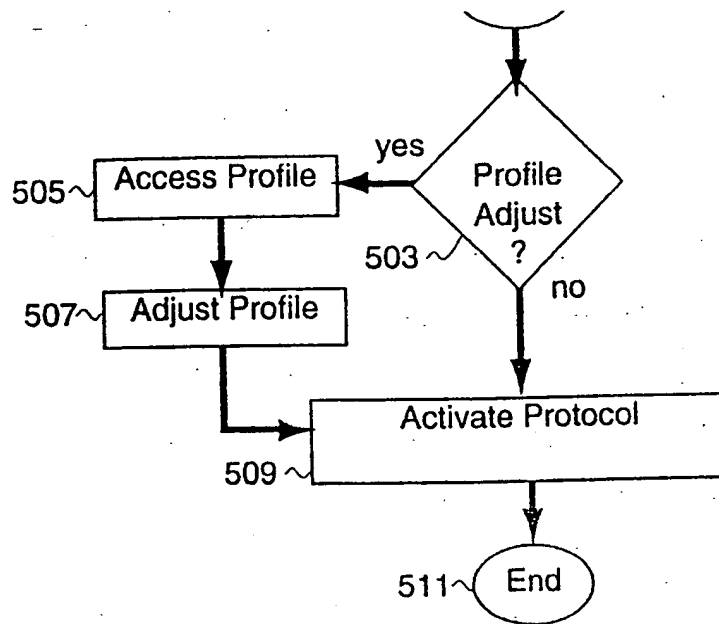 yes
Profile
Adjust
?
503
no
505
Access Profile
507
Adjust Profile
Activate Protocol
509
511
End